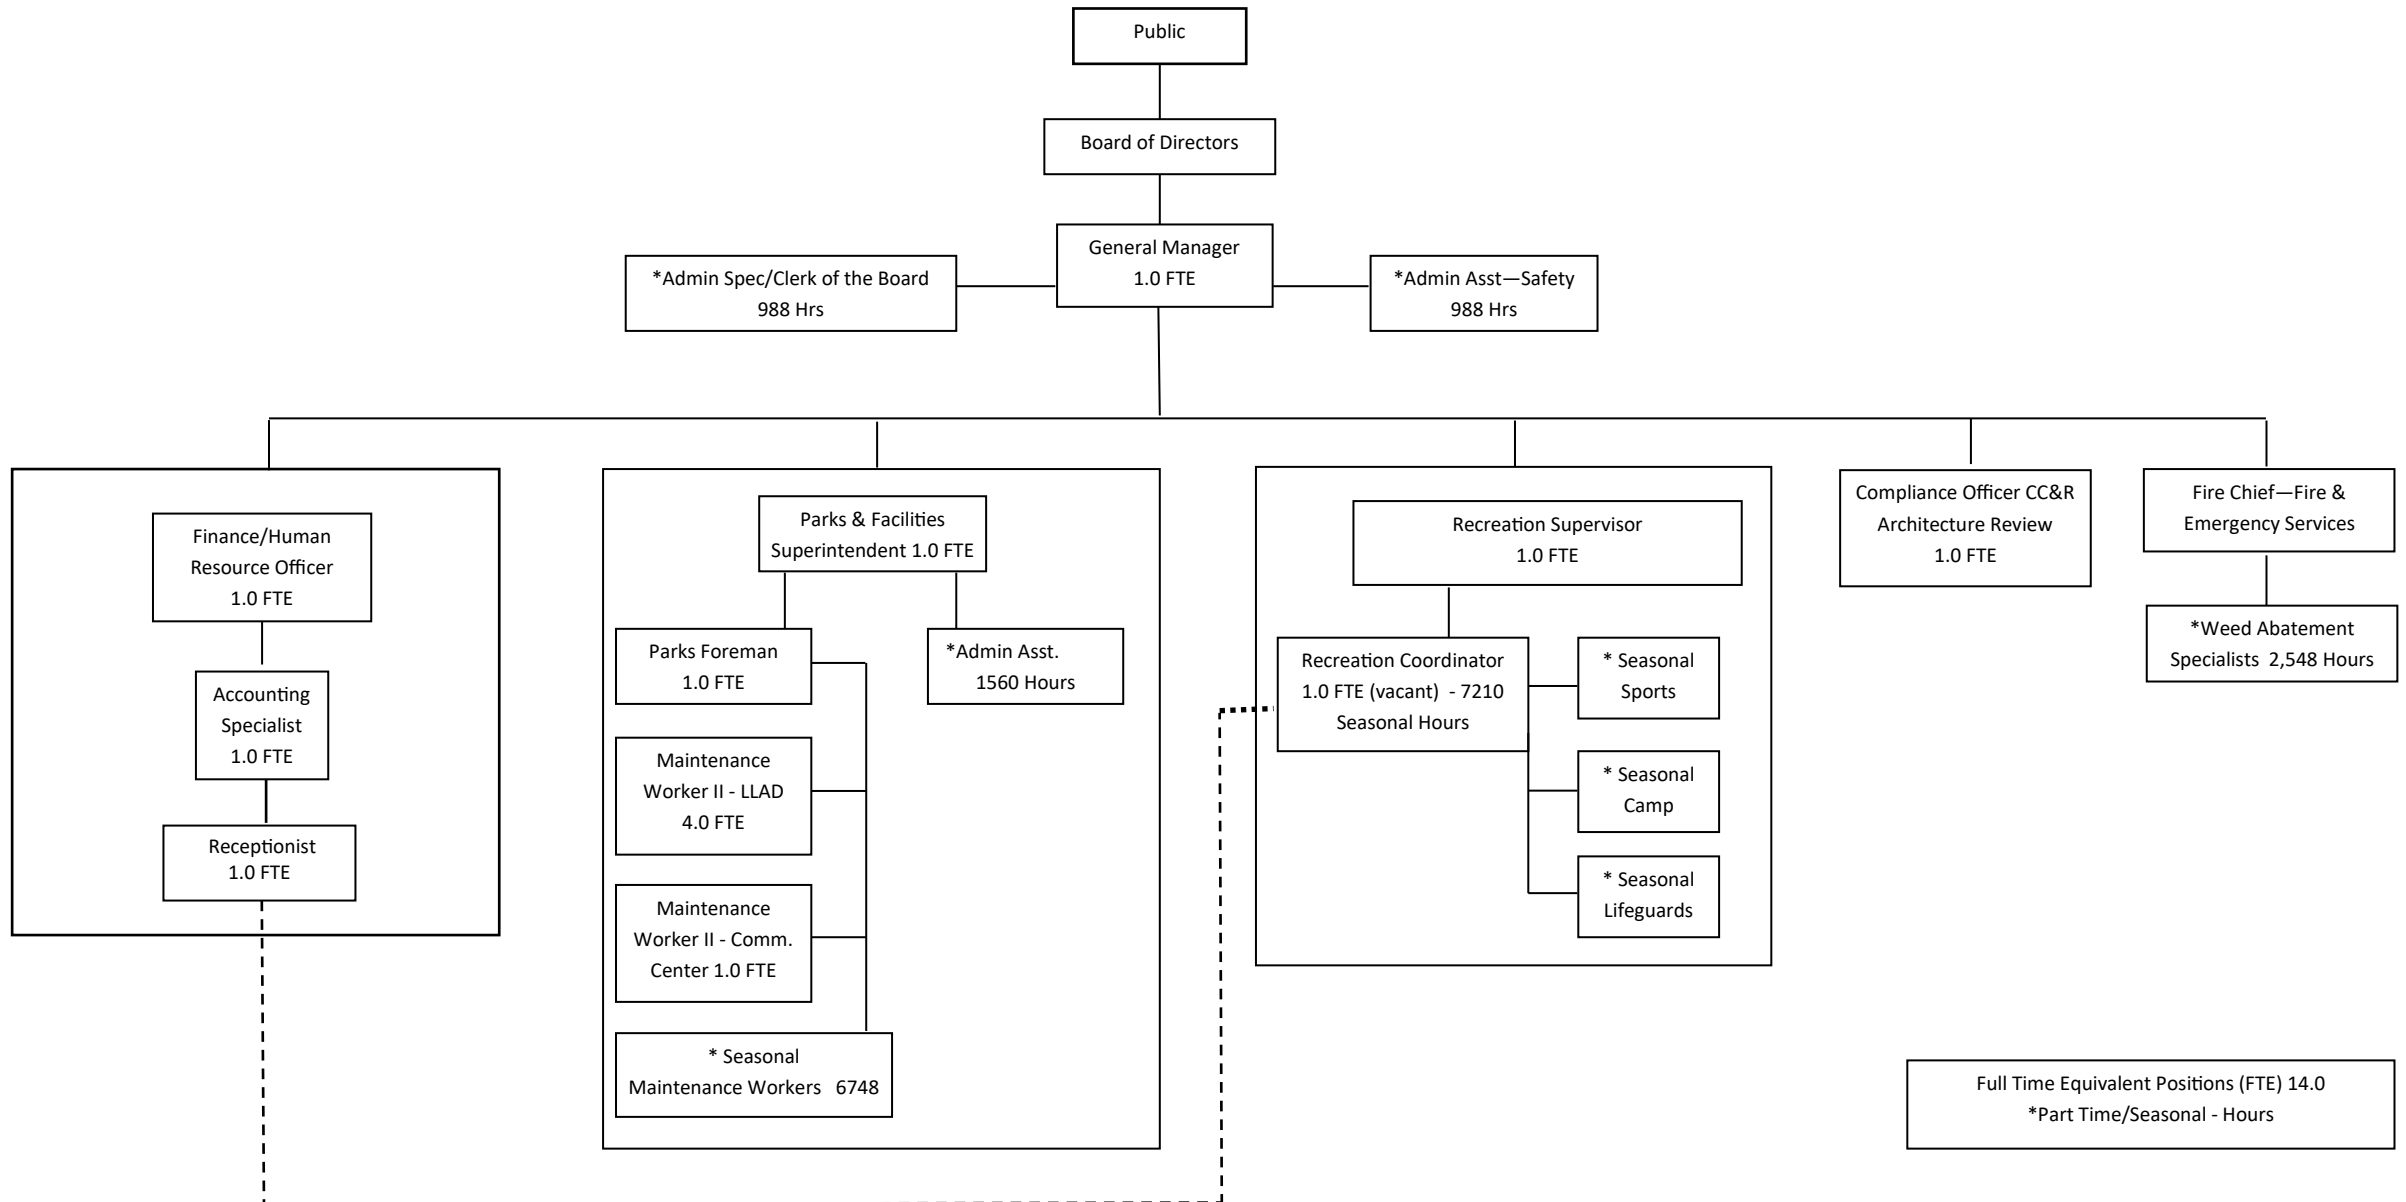 Public
Board of Directors
General Manager
1.0 FTE
*Admin Spec/Clerk of the Board
988 Hrs
*Admin Asst—Safety
988 Hrs
Finance/Human
Resource Officer
1.0 FTE
Accounting
Specialist
1.0 FTE
Receptionist
1.0 FTE
Parks & Facilities
Superintendent 1.0 FTE
Parks Foreman
1.0 FTE
*Admin Asst.
1560 Hours
Maintenance
Worker II - LLAD
4.0 FTE
Maintenance
Worker II - Comm.
Center 1.0 FTE
* Seasonal
Maintenance Workers 6748
Recreation Supervisor
1.0 FTE
Recreation Coordinator
1.0 FTE (vacant) - 7210
Seasonal Hours
* Seasonal
Sports
* Seasonal
Camp
* Seasonal
Lifeguards
Compliance Officer CC&R
Architecture Review
1.0 FTE
Fire Chief—Fire &
Emergency Services
*Weed Abatement
Specialists 2,548 Hours
Full Time Equivalent Positions (FTE) 14.0
*Part Time/Seasonal - Hours